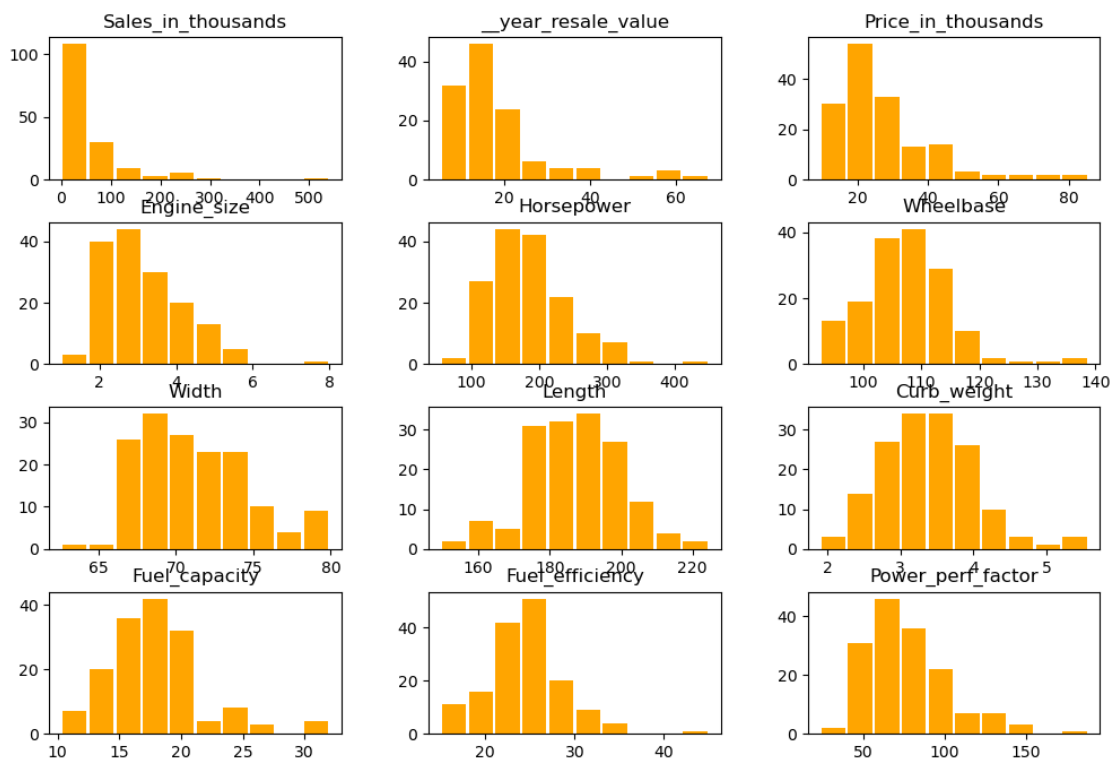 Sales_in_thousands
__year_resale_value
Price_in_thousands
100
50
0
0 100 200 300 400 500
40
20
0
20 40 60
40
20
0
20 40 60 80
Engine_size
Horsepower
Wheelbase
40
20
0
2 4 6 8
40
20
0
100 200 300 400
40
20
0
100 110 120 130 140
Width
Length
Curb_weight
30
20
10
0
65 70 75 80
30
20
10
0
160 180 200 220
30
20
10
0
2 3 4 5
Fuel_capacity
Fuel_efficiency
Power_perf_factor
40
20
0
10 15 20 25 30
40
20
0
20 30 40
40
20
0
50 100 150